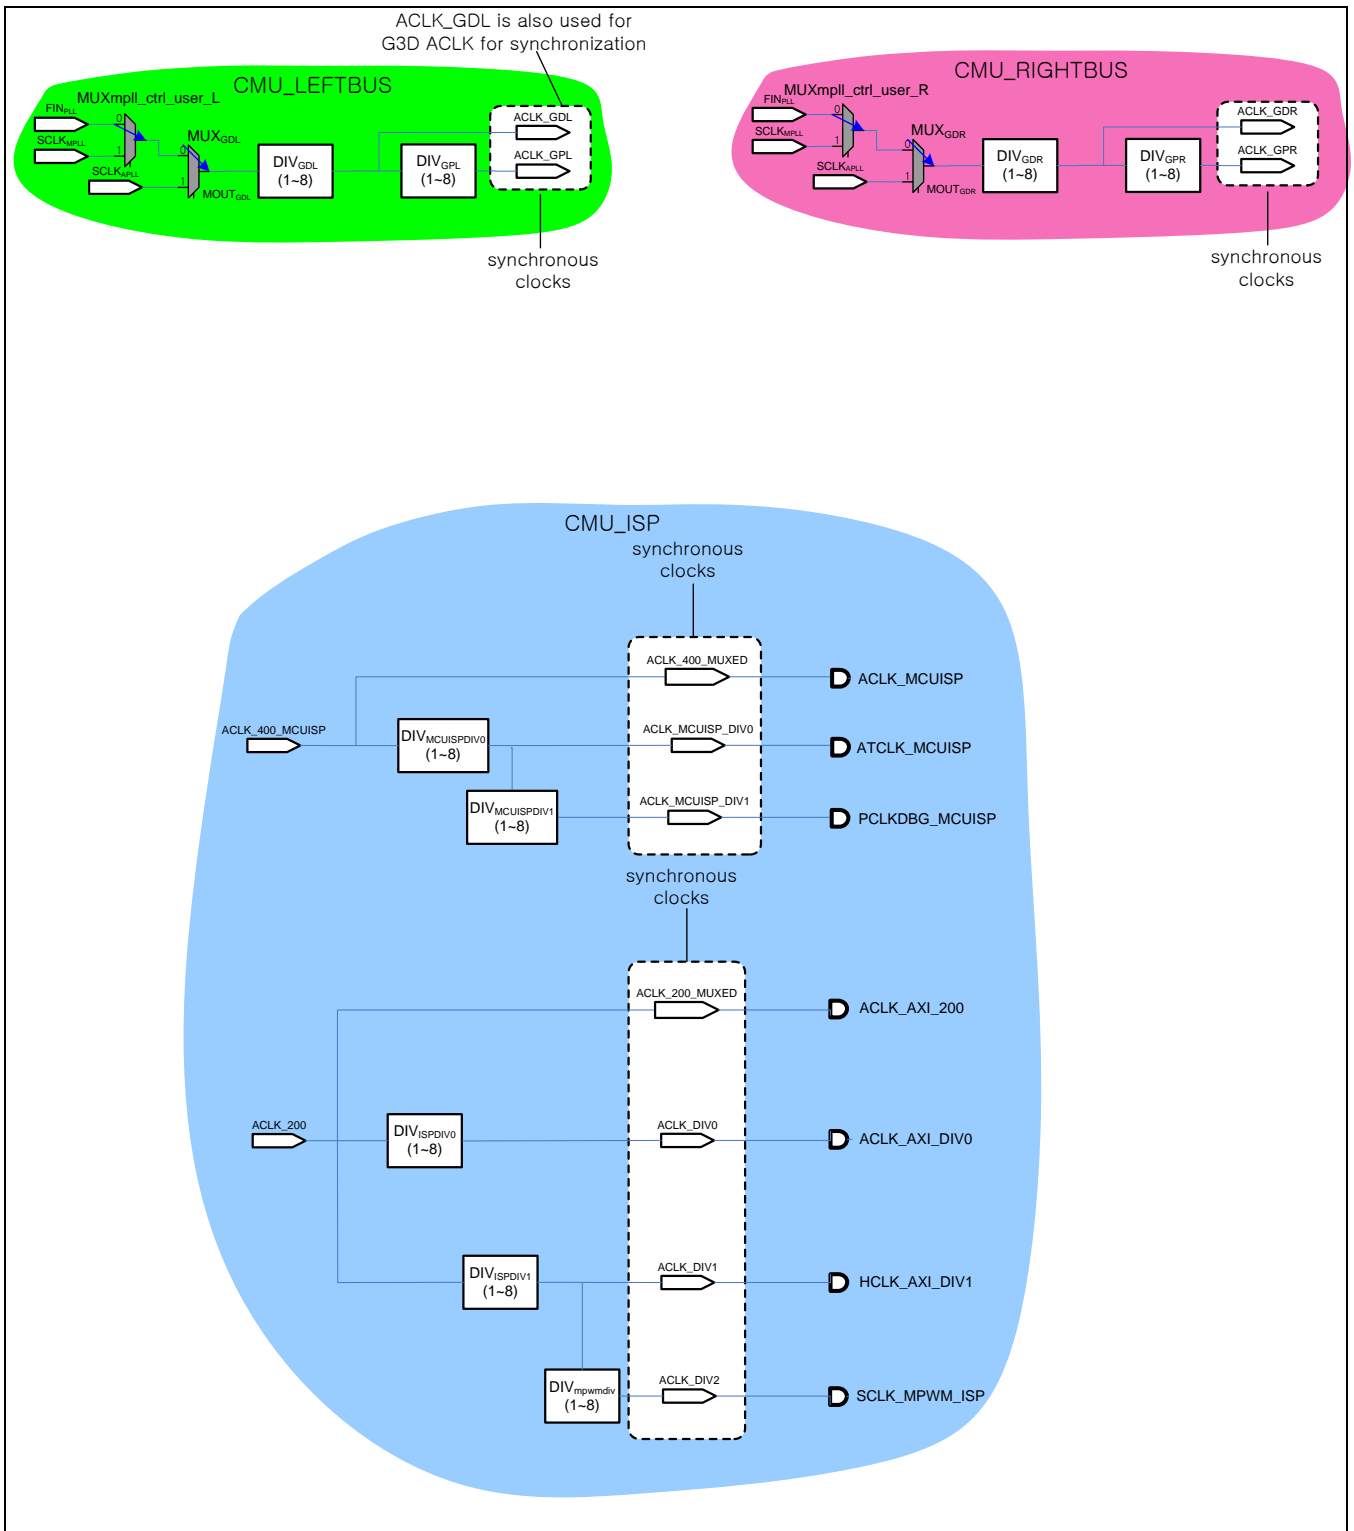 ACLK_GDL is also used for
G3D ACLK for synchronization
CMU_LEFTBUS
MUXmpll_ctrl_user_L
FINPLL
0
SCLKMPLL
1
MUXGDL
0
SCLKAPLL
1
MOUTGDL
DIVGDL
(1~8)
DIVGPL
(1~8)
ACLK_GDL
ACLK_GPL
synchronous
clocks
CMU_RIGHTBUS
MUXmpll_ctrl_user_R
FINPLL
0
SCLKMPLL
1
MUXGDR
0
SCLKAPLL
1
MOUTGDR
DIVGDR
(1~8)
DIVGPR
(1~8)
ACLK_GDR
ACLK_GPR
synchronous
clocks
CMU_ISP
synchronous
clocks
ACLK_400_MUXED
ACLK_MCUISP
ACLK_400_MCUISP
DIVMCUISPDIV0
(1~8)
ACLK_MCUISP_DIV0
ATCLK_MCUISP
DIVMCUISPDIV1
(1~8)
ACLK_MCUISP_DIV1
PCLKDBG_MCUISP
synchronous
clocks
ACLK_200_MUXED
ACLK_AXI_200
ACLK_200
DIVISPDIV0
(1~8)
ACLK_DIV0
ACLK_AXI_DIV0
DIVISPDIV1
(1~8)
ACLK_DIV1
HCLK_AXI_DIV1
DIVmpwmdiv
(1~8)
ACLK_DIV2
SCLK_MPWM_ISP